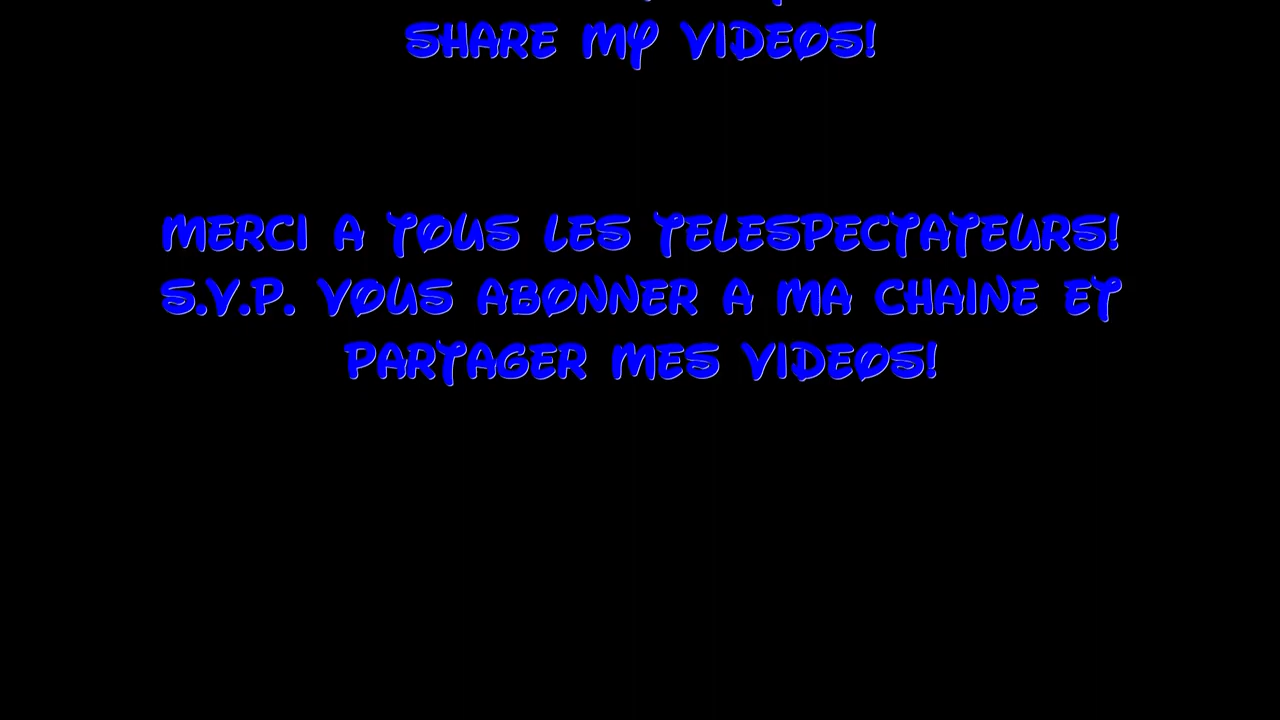 SHARE MY VIDEOS!
MERCI A TOUS LES TELESPECTATEURS!
S.V.P. VOUS ABONNER A MA CHAINE ET
PARTAGER MES VIDEOS!